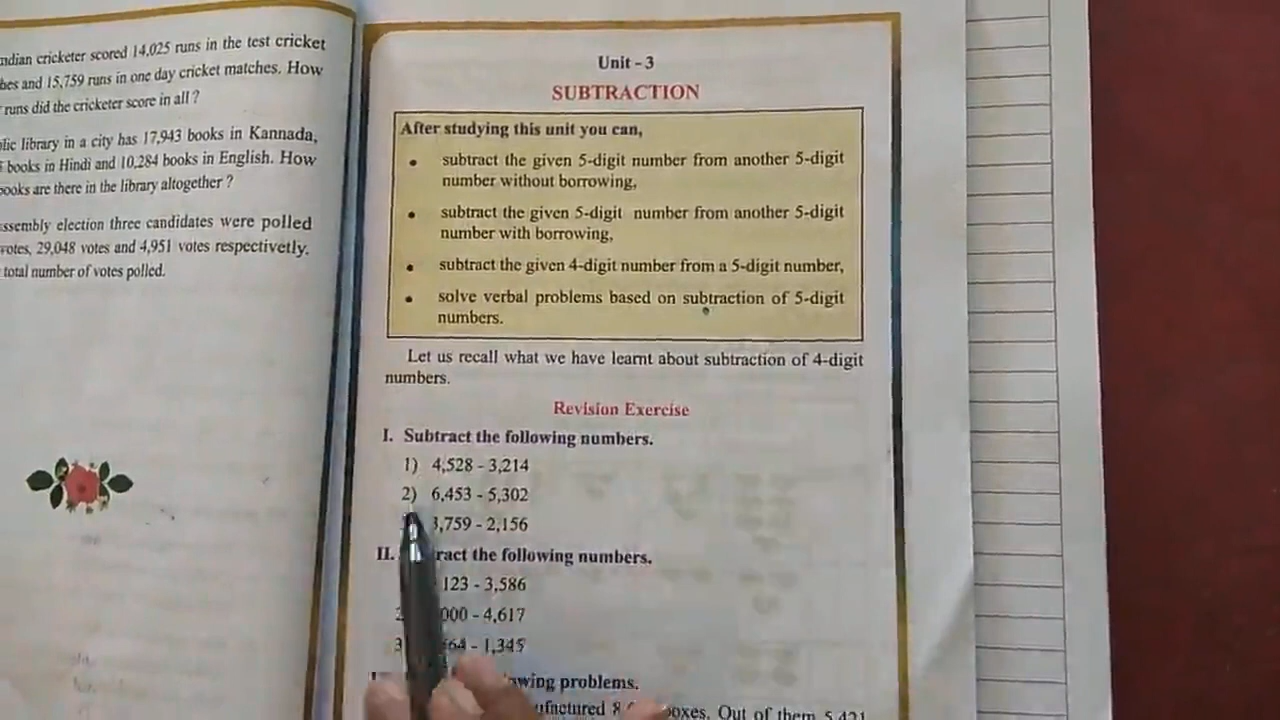 ndian cricketer scored 14,025 runs in the test cricket
hes and 15,759 runs in one day cricket matches. How
runs did the cricketer score in all ?
lic library in a city has 17,943 books in Kannada,
books in Hindi and 10,284 books in English. How
ooks are there in the library altogether ?
ssembly election three candidates were polled
votes, 29,048 votes and 4,951 votes respectivetly.
total number of votes polled.
Unit - 3
SUBTRACTION
After studying this unit you can,
• subtract the given 5-digit number from another 5-digit
number without borrowing,
• subtract the given 5-digit number from another 5-digit
number with borrowing,
• subtract the given 4-digit number from a 5-digit number,
• solve verbal problems based on subtraction of 5-digit
numbers.
Let us recall what we have learnt about subtraction of 4-digit
numbers.
Revision Exercise
I. Subtract the following numbers.
1) 4,528 - 3,214
2) 6,453 - 5,302
,759 - 2,156
II. ract the following numbers.
123 - 3,586
2 000 - 4,617
3 64 - 1,345
owing problems.
ufactured 8 boxes. Out of them 5,421